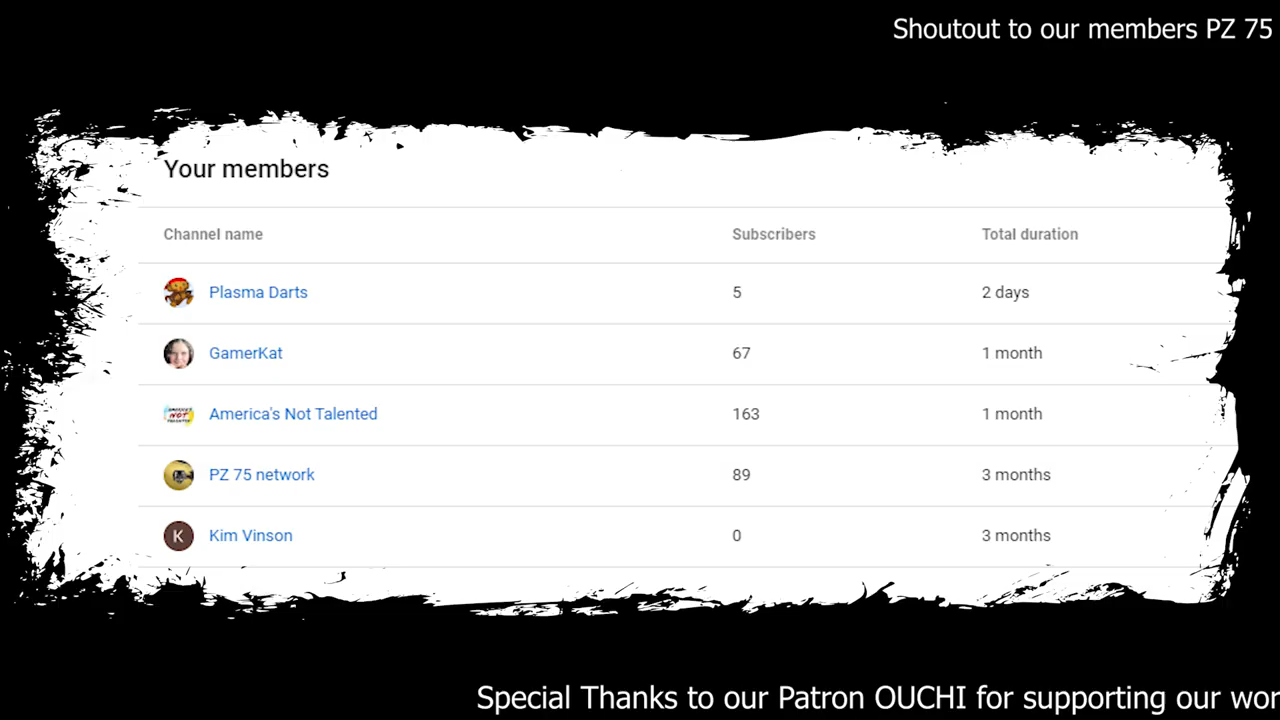 Shoutout to our members PZ 75
Your members
Channel name Subscribers Total duration
Plasma Darts 5 2 days
GamerKat 67 1 month
America's Not Talented 163 1 month
PZ 75 network 89 3 months
K Kim Vinson 0 3 months
Special Thanks to our Patron OUCHI for supporting our